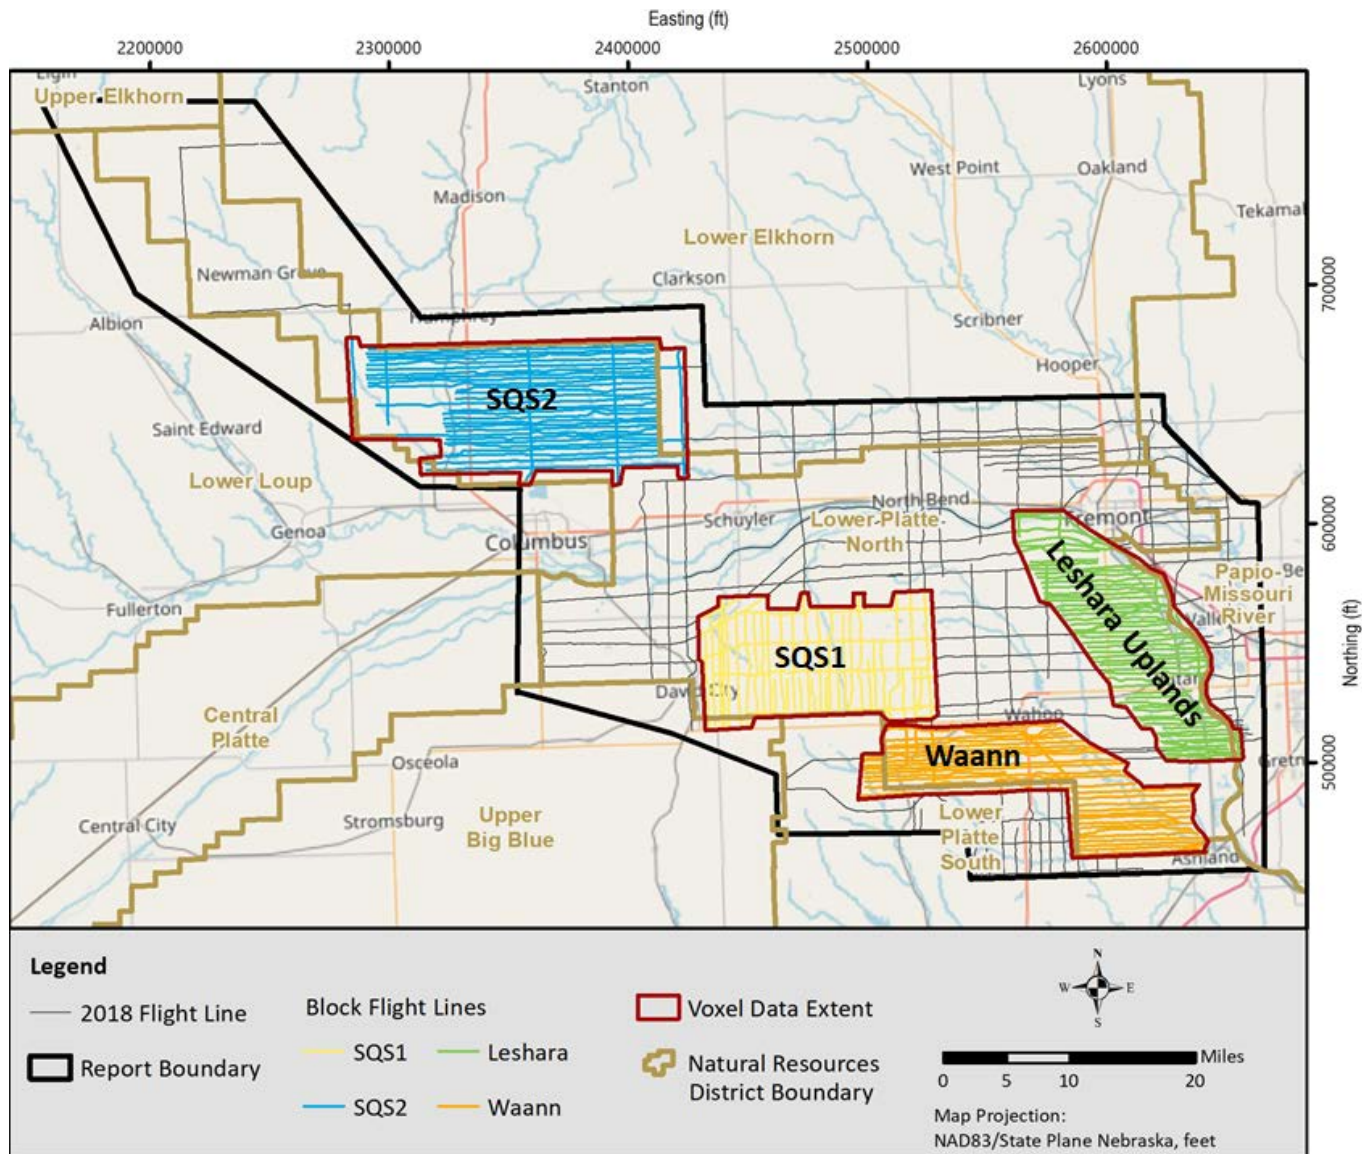 Easting (ft)
2200000
2300000
2400000
2500000
2600000
Elgin
Upper Elkhorn
Stanton
Lyons
West Point
Oakland
Madison
Tekamah
Lower Elkhorn
Newman Grove
Clarkson
700000
Albion
Humphrey
Scribner
Hooper
SQS2
Saint Edward
Lower Loup
North Bend
Genoa
Schuyler
Lower Platte
North
Fremont
600000
Columbus
Leshara Uplands
Papio-
Missouri
River
Be
Fullerton
Valley
Northing (ft)
SQS1
David City
Central
Platte
Wahoo
Osceola
Waann
Gretn
500000
Central City
Stromsburg
Upper
Big Blue
Lower
Platte
South
Ashland
Legend
2018 Flight Line
Report Boundary
Block Flight Lines
SQS1
Leshara
SQS2
Waann
Voxel Data Extent
Natural Resources
District Boundary
N
W
E
S
Miles
0
5
10
20
Map Projection:
NAD83/State Plane Nebraska, feet